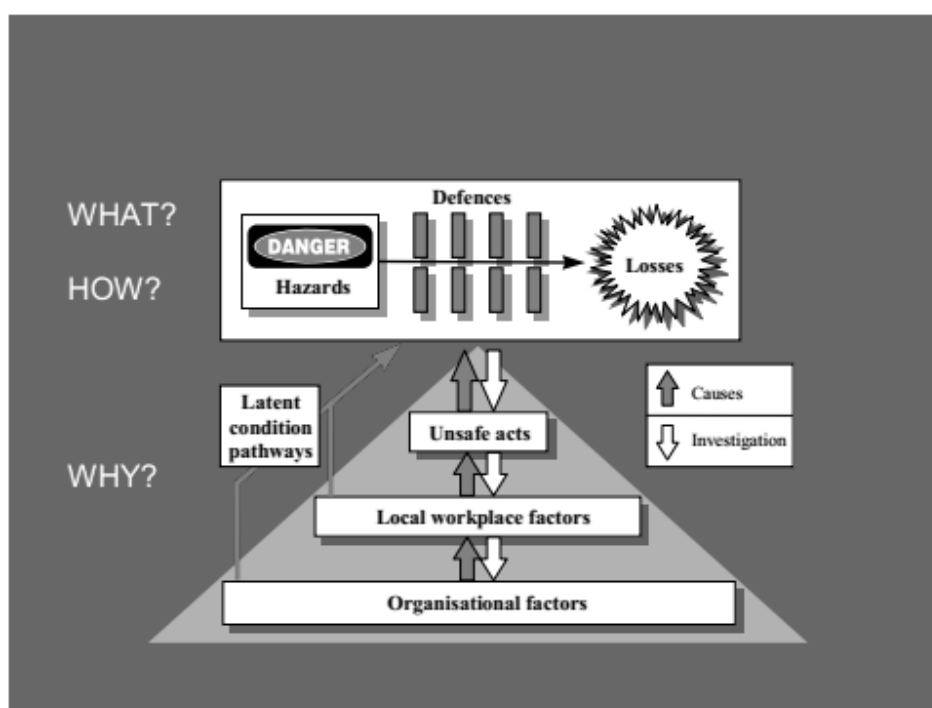 WHAT?
HOW?
WHY?
Defences
DANGER
Hazards
Losses
Latent
condition
pathways
Unsafe acts
Local workplace factors
Organisational factors
Causes
Investigation